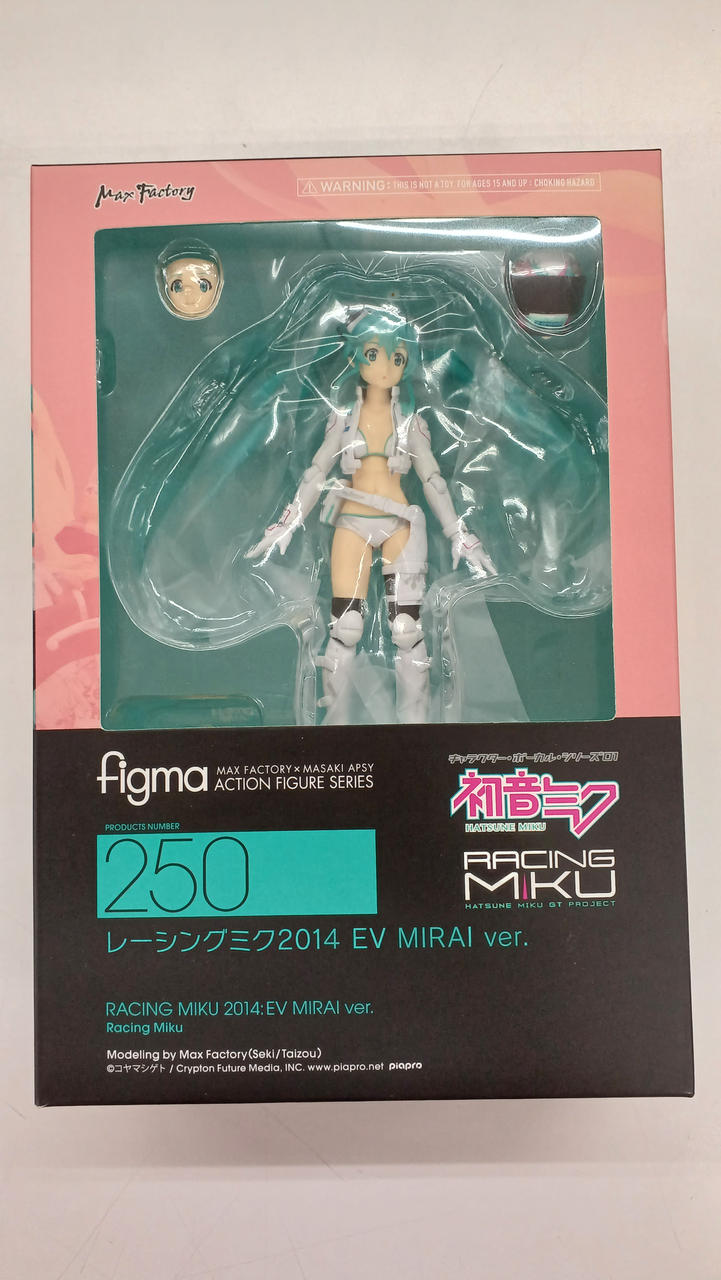 Max Factory
⚠ WARNING : THIS IS NOT A TOY. FOR AGES 15 AND UP : CHOKING HAZARD
figma MAX FACTORY × MASAKI APSY
ACTION FIGURE SERIES
キャラクター・ボーカル・シリーズ01
初音ミク
HATSUNE MIKU
PRODUCTS NUMBER
250
RACING
MIKU
HATSUNE MIKU GT PROJECT
レーシングミク2014 EV MIRAI ver.
RACING MIKU 2014: EV MIRAI ver.
Racing Miku
Modeling by Max Factory(Seki/Taizou)
©コヤマシゲト / Crypton Future Media, INC. www.piapro.net piapro